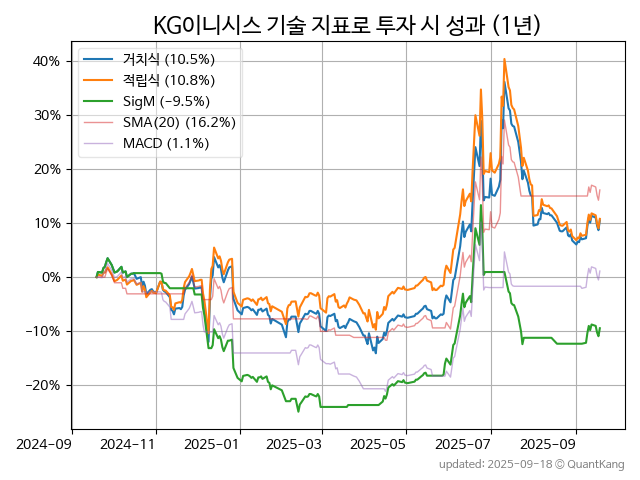 KG이니시스 기술 지표로 투자 시 성과 (1년)
거치식 (10.5%)
적립식 (10.8%)
SigM (−9.5%)
SMA(20) (16.2%)
MACD (1.1%)
40%
30%
20%
10%
0%
−10%
−20%
2024-09
2024-11
2025-01
2025-03
2025-05
2025-07
2025-09
updated: 2025-09-18 ⓒ QuantKang